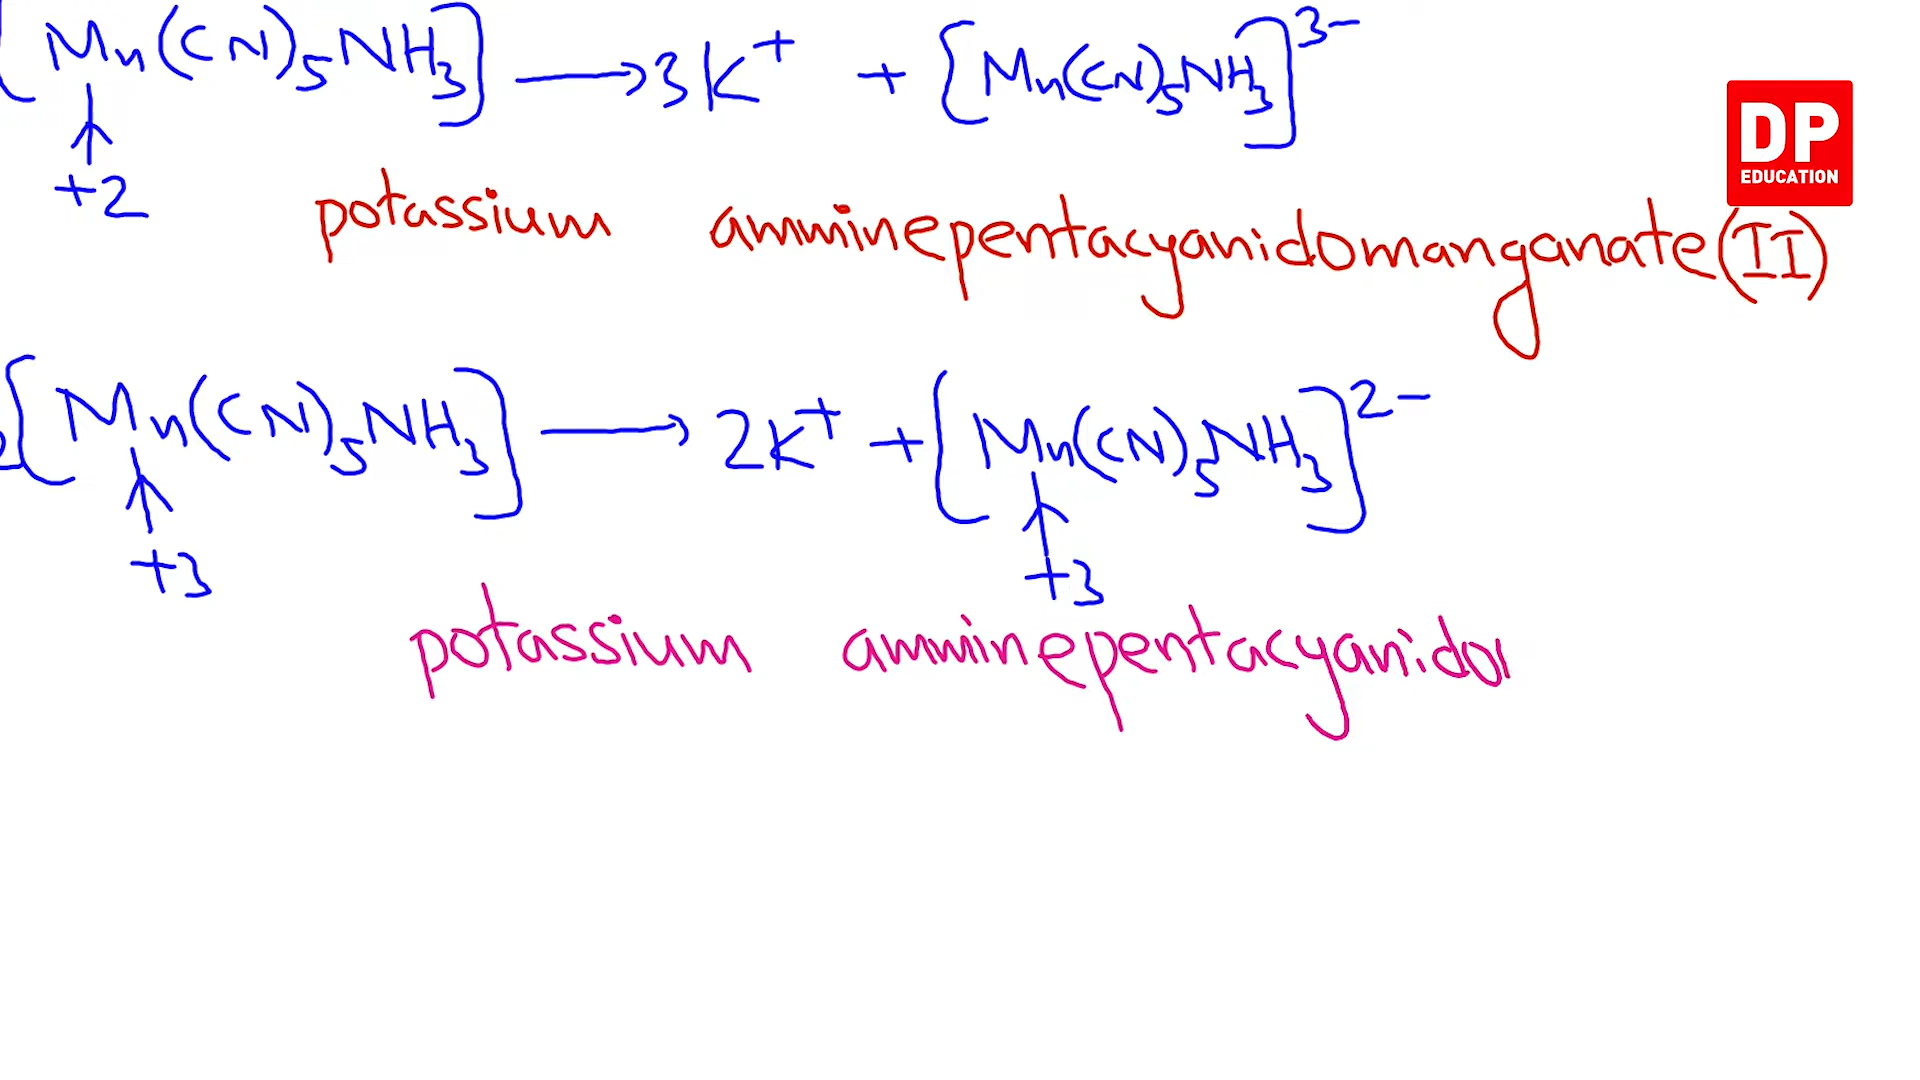 [Mn(CN)₅NH₃] ⟶ 3K⁺ + [Mn(CN)₅NH₃]³⁻
+2
DP
EDUCATION
potassium amminepentacyanidomanganate(II)
₂[Mn(CN)₅NH₃] ⟶ 2K⁺ + [Mn(CN)₅NH₃]²⁻
+3 +3
potassium amminepentacyanido